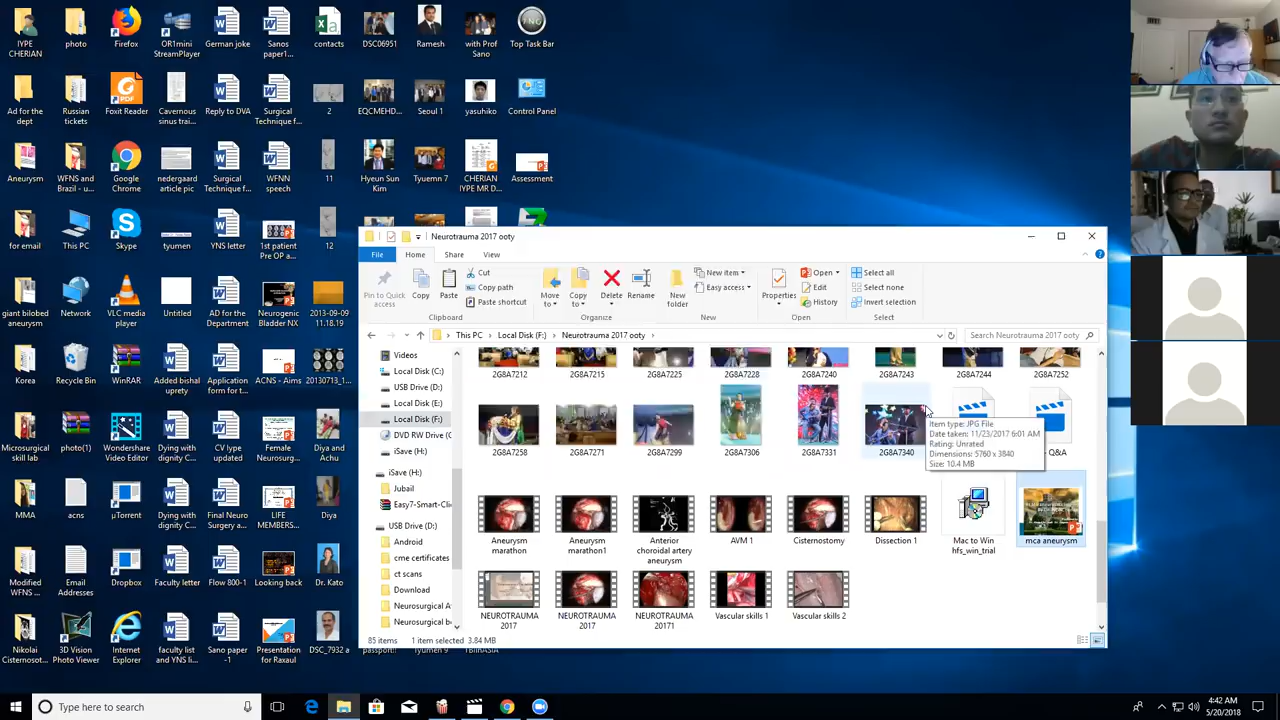 IYPE CHERIAN
photo
Firefox
OR1mini StreamPlayer
German joke
Sanos paper1...
contacts
DSC06951
Ramesh
with Prof Sano
Top Task Bar
Ad for the dept
Russian tickets
Foxit Reader
Cavernous sinus trai...
Reply to DVA
Surgical Technique f...
2
EQCMEHD...
Seoul 1
yasuhiko
Control Panel
Aneurysm
WFNS and Brazil - u...
Google Chrome
nedergaard article pic
Surgical Technique f...
WFNN speech
11
Hyeun Sun Kim
Tyuemn 7
CHERIAN IYPE MR D...
Assessment
for email
This PC
Skype
tyumen
YNS letter
1st patient Pre OP a...
12
giant bilobed aneurysm
Network
VLC media player
Untitled
AD for the Department
Neurogenic Bladder NX
2013-09-09 11.18.19
Korea
Recycle Bin
WinRAR
Added bishal uprety
Application form for t...
ACNS - Aims
20130713_1...
Microsurgical skill lab
photo(1)
Wondershare Video Editor
Dying with dignity C...
CV lape updated
Final
Diya and Achu
MMA
acns
µTorrent
Dying with dignity
Final Neuro Surgery a...
LIFE MEMBERS...
Diya
Modified WFNS ...
Email Addresses
Dropbox
Faculty letter
Flow 800-1
Looking back
Dr. Kato
Nikolai Cisternosot...
3D Vision Photo Viewer
Internet Explorer
faculty list and YNS li...
Sano paper -1
Presentation for Raxaul
DSC_7932 a
Neurotrauma 2017 ooty
File
Home
Share
View
Pin to Quick access
Copy
Paste
Cut
Copy path
Paste shortcut
Clipboard
Move to
Copy to
Delete
Rename
Organize
New folder
New item
Easy access
New
Properties
Open
Edit
History
Open
Select all
Select none
Invert selection
Select
This PC
Local Disk (F:)
Neurotrauma 2017 ooty
Search Neurotrauma 2017 ooty
Videos
Local Disk (C:)
USB Drive (D:)
Local Disk (E:)
Local Disk (F:)
DVD RW Drive (
iSave (H:)
iSave (H:)
Jubail
Easy7-Smart-Cli
USB Drive (D:)
Android
cme certificates
ct scans
Download
Neurosurgical A
Neurosurgical b
2G8A7212
2G8A7215
2G8A7225
2G8A7228
2G8A7240
2G8A7243
2G8A7244
2G8A7252
2G8A7258
2G8A7271
2G8A7299
2G8A7306
2G8A7331
2G8A7340
Q&A
Item type: JPG File
Date taken: 11/23/2017 6:01 AM
Rating: Unrated
Dimensions: 5760 x 3840
Size: 10.4 MB
Aneurysm marathon
Aneurysm marathon1
Anterior choroidal artery aneurysm
AVM 1
Cisternostomy
Dissection 1
Mac to Win hfs_win_trial
mca aneurysm
NEUROTRAUMA 2017
NEUROTRAUMA 2017
NEUROTRAUMA 20171
Vascular skills 1
Vascular skills 2
85 items
1 item selected 3.84 MB
Type here to search
4:42 AM
5/20/2018